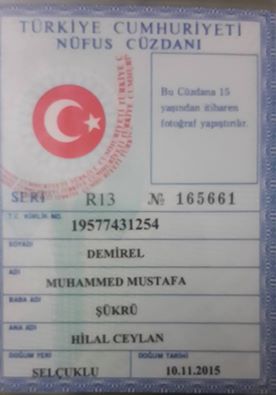 TÜRKİYE CUMHURİYETİ
NÜFUS CÜZDANI
Bu Cüzdana 15
yaşından itibaren
fotoğraf yapıştırılır.
SERİ R13 № 165661
T.C. KİMLİK NO. 19577431254
SOYADI
DEMİREL
ADI
MUHAMMED MUSTAFA
BABA ADI
ŞÜKRÜ
ANA ADI
HİLAL CEYLAN
DOĞUM YERİ DOĞUM TARİHİ
SELÇUKLU 10.11.2015